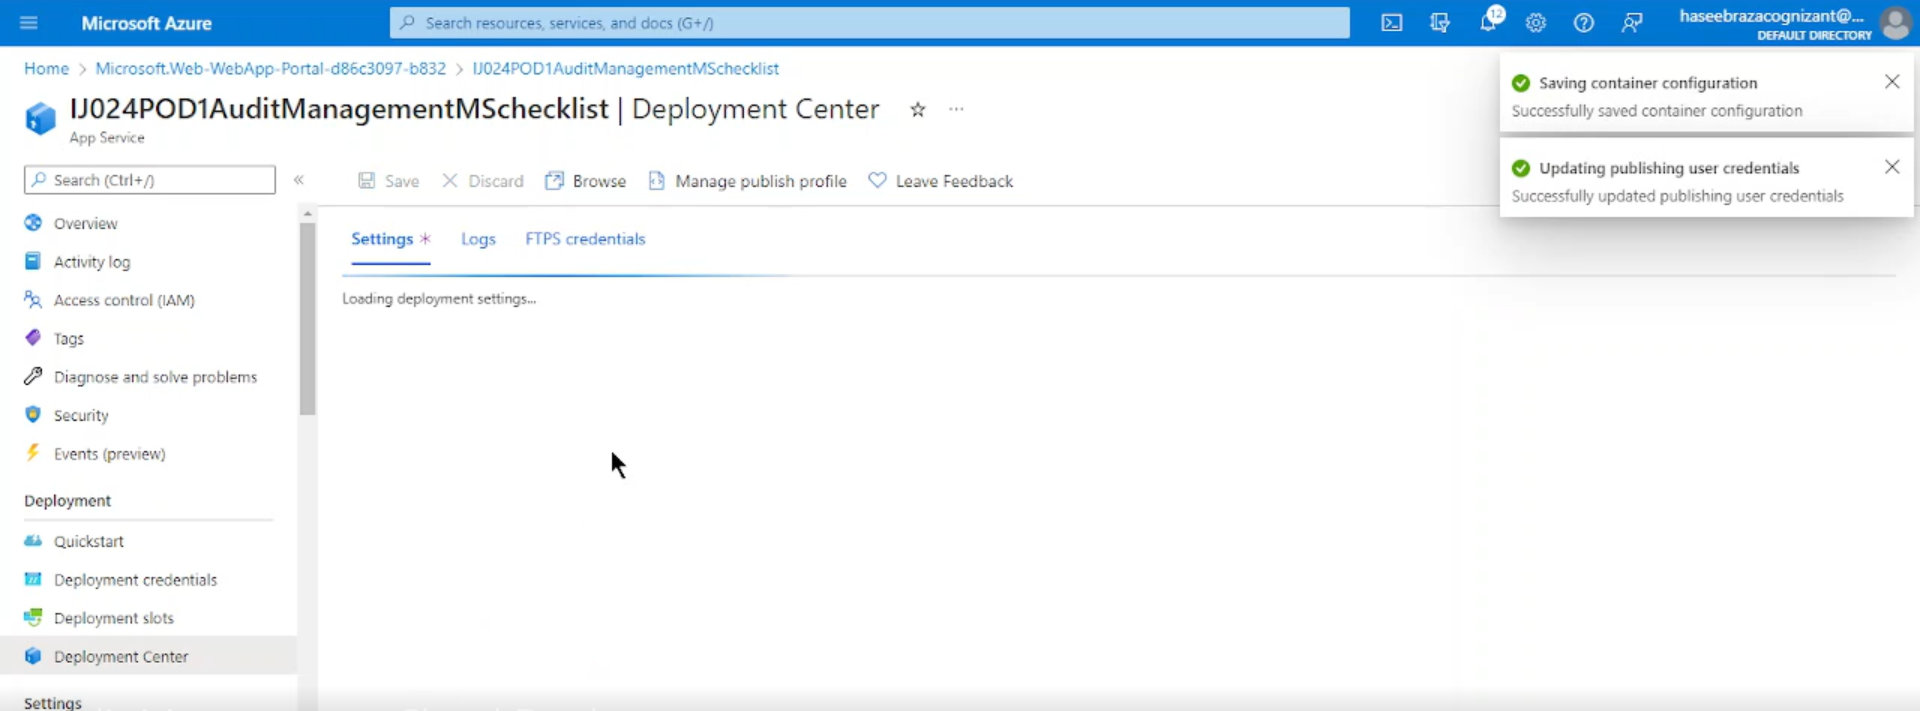 Microsoft Azure
Search resources, services, and docs (G+/)
12
haseebrazacognizant@...
DEFAULT DIRECTORY
Home > Microsoft.Web-WebApp-Portal-d86c3097-b832 > IJ024POD1AuditManagementMSchecklist
IJ024POD1AuditManagementMSchecklist | Deployment Center
App Service
Saving container configuration
Successfully saved container configuration
Updating publishing user credentials
Successfully updated publishing user credentials
Search (Ctrl+/)
Save Discard Browse Manage publish profile Leave Feedback
Overview
Activity log
Access control (IAM)
Tags
Diagnose and solve problems
Security
Events (preview)
Deployment
Quickstart
Deployment credentials
Deployment slots
Deployment Center
Settings
Settings * Logs FTPS credentials
Loading deployment settings...